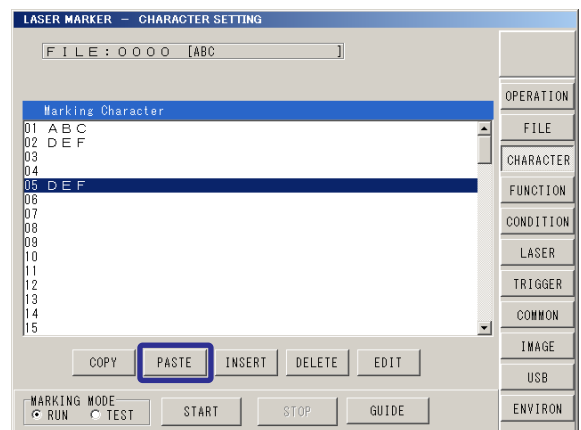 LASER MARKER － CHARACTER SETTING
ＦＩＬＥ：００００ [ABC ]
Marking Character
01 ＡＢＣ
02 ＤＥＦ
03
04
05 ＤＥＦ
06
07
08
09
10
11
12
13
14
15
COPY PASTE INSERT DELETE EDIT
MARKING MODE
RUN TEST START STOP GUIDE
OPERATION
FILE
CHARACTER
FUNCTION
CONDITION
LASER
TRIGGER
COMMON
IMAGE
USB
ENVIRON